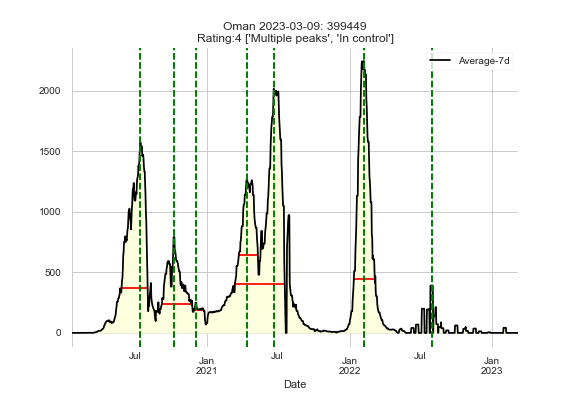 Oman 2023-03-09: 399449
Rating:4 ['Multiple peaks', 'In control']
Average-7d
2000
1500
1000
500
0
Jul
Jan
2021
Jul
Jan
2022
Jul
Jan
2023
Date